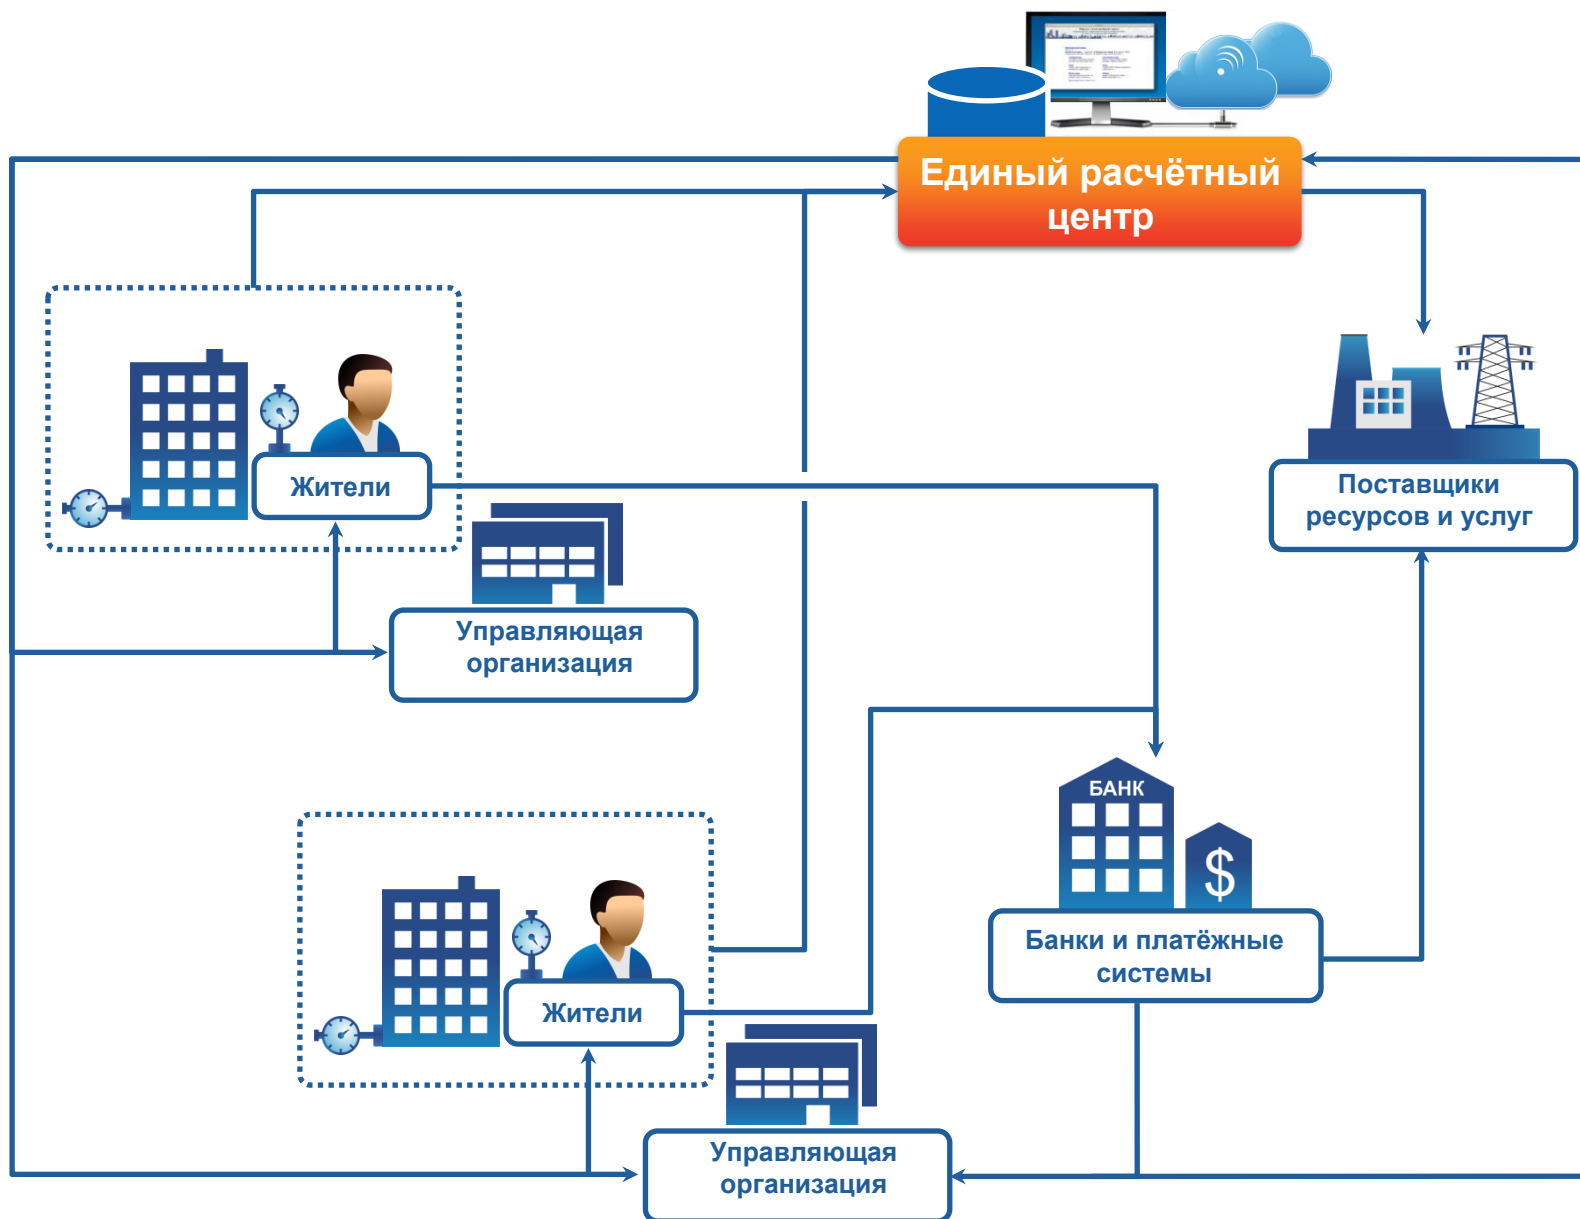 Единый расчётный
центр
Жители
Поставщики
ресурсов и услуг
Управляющая
организация
БАНК
$
Банки и платёжные
системы
Жители
Управляющая
организация